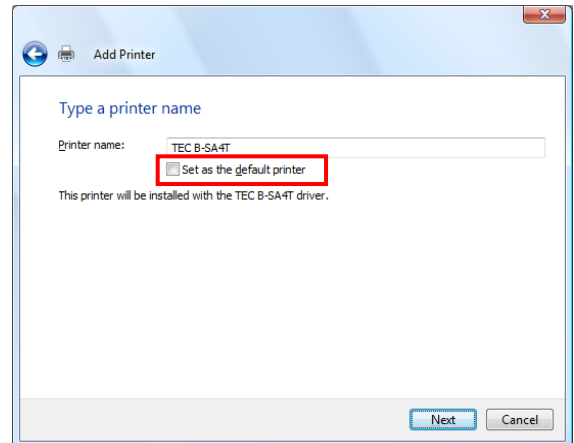 Add Printer
Type a printer name
Printer name:
TEC B-SA4T
Set as the default printer
This printer will be installed with the TEC B-SA4T driver.
Next
Cancel